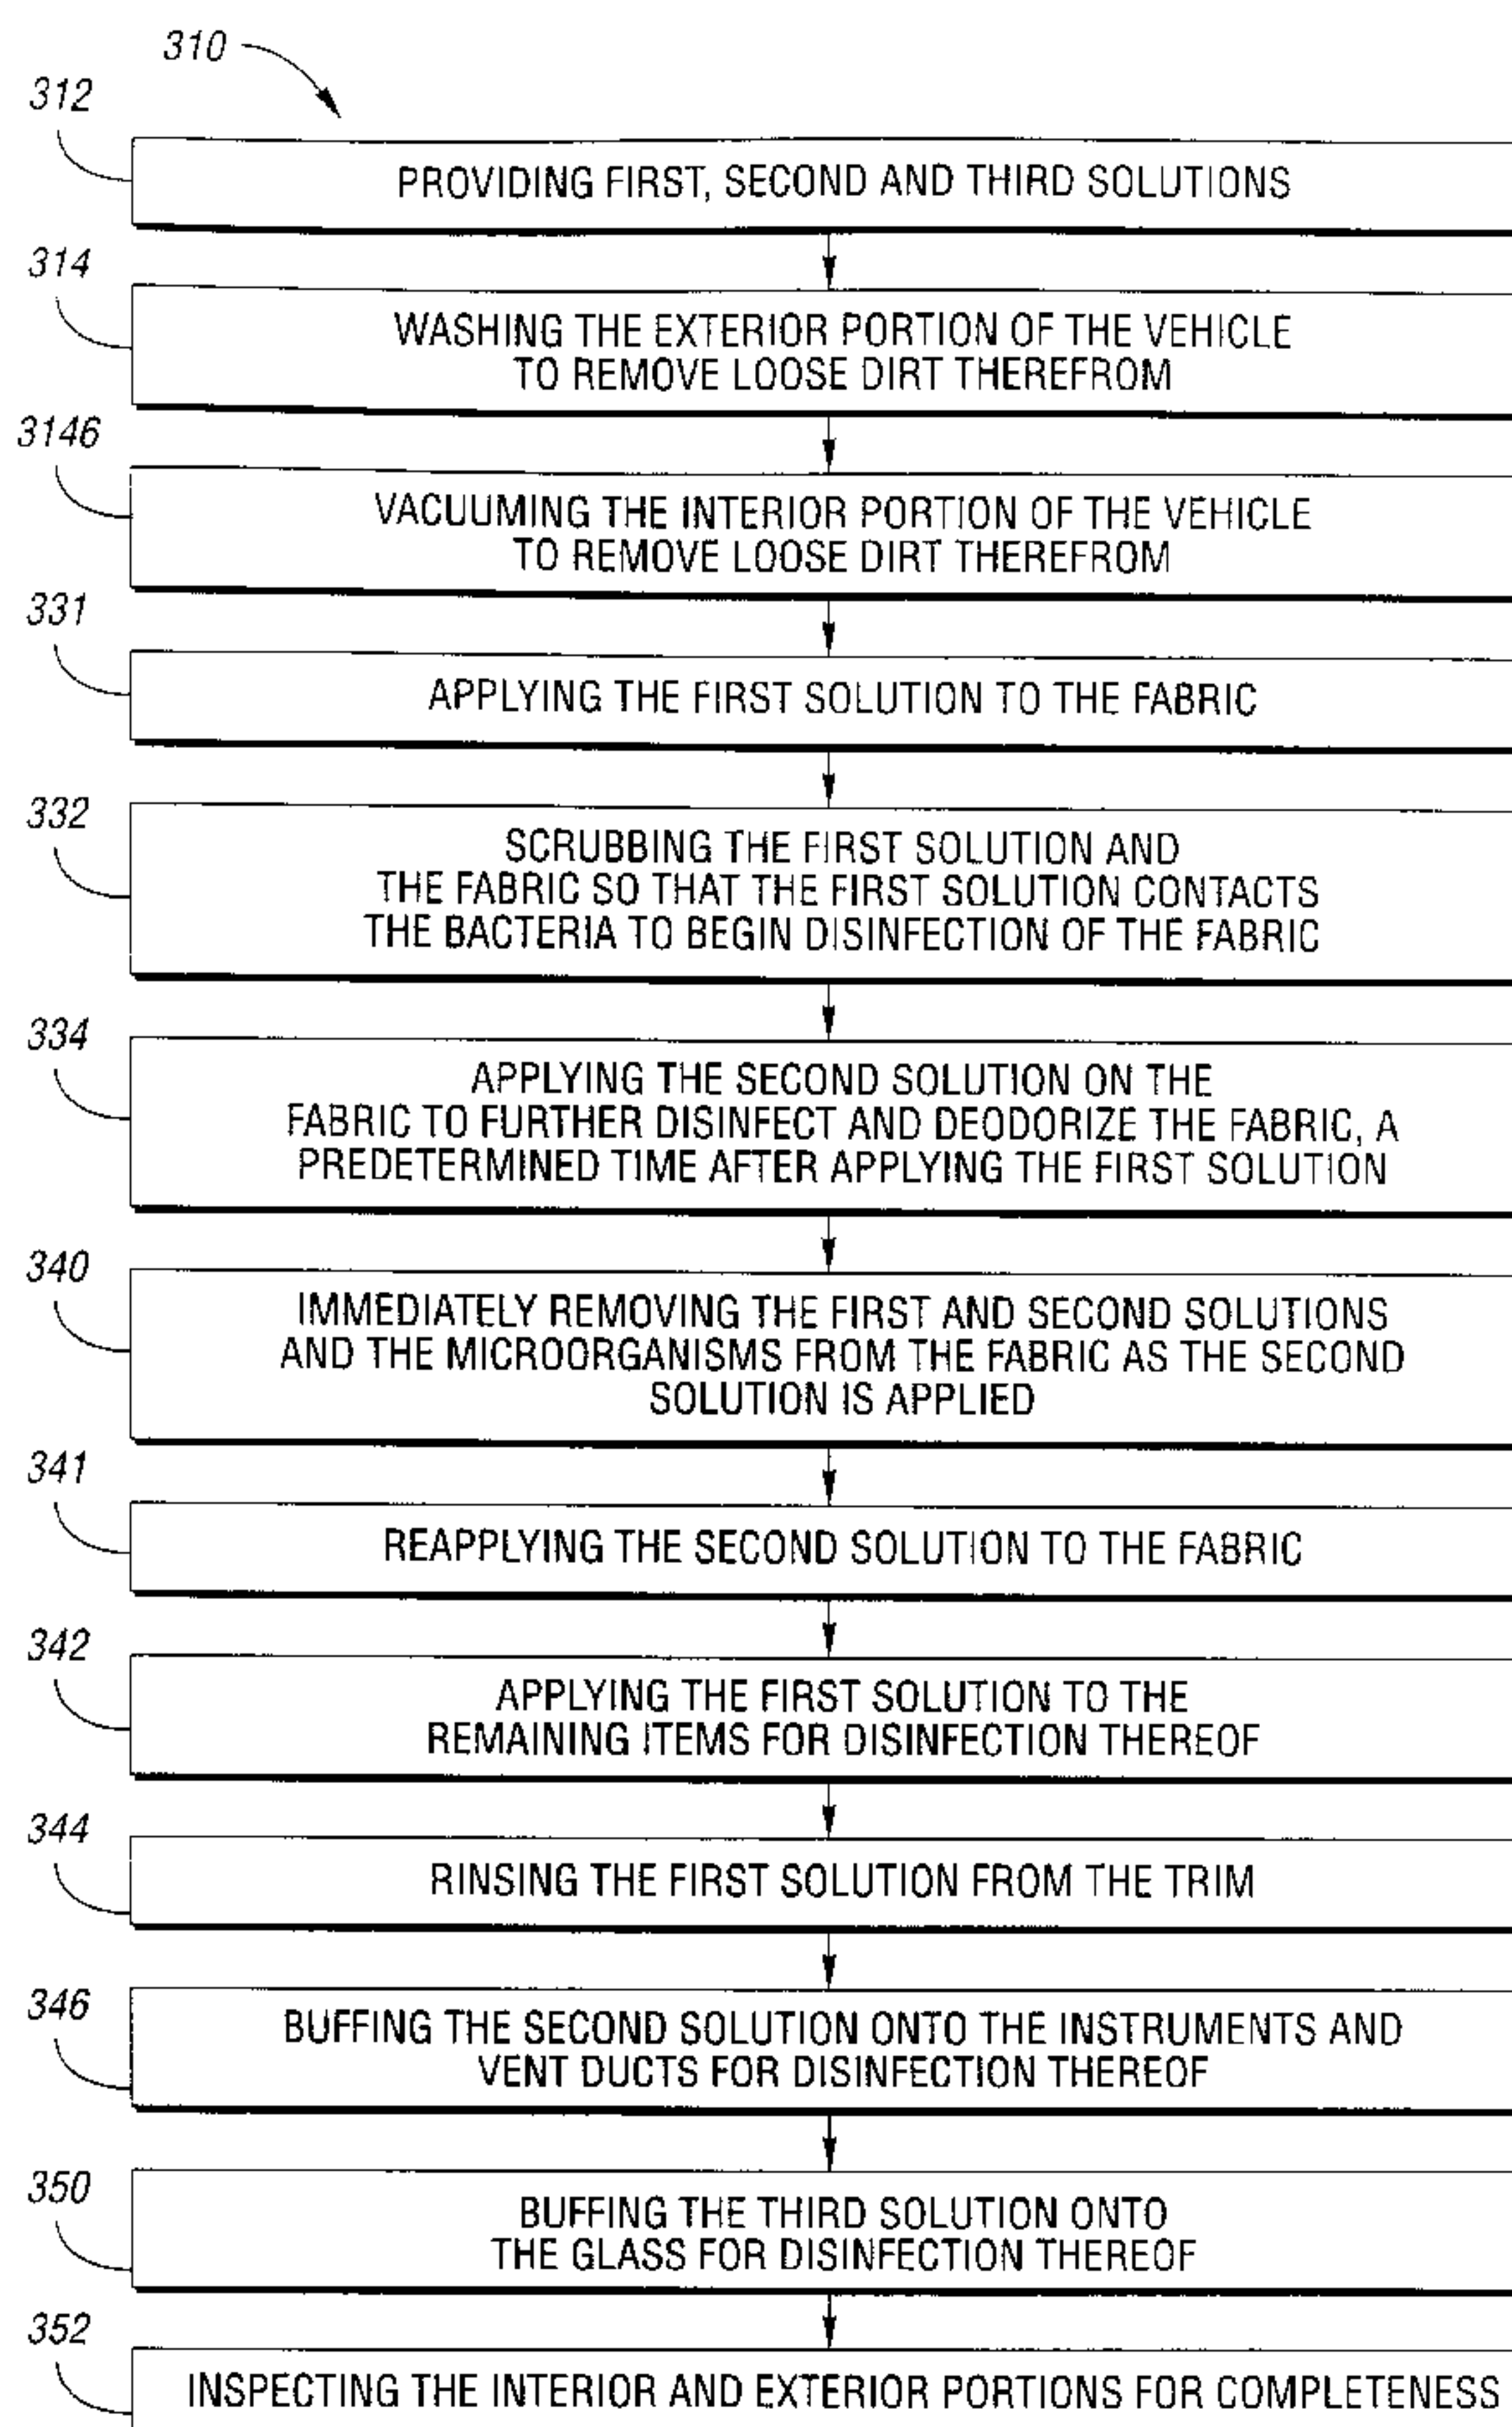 310
312
PROVIDING FIRST, SECOND AND THIRD SOLUTIONS
314
WASHING THE EXTERIOR PORTION OF THE VEHICLE
TO REMOVE LOOSE DIRT THEREFROM
3146
VACUUMING THE INTERIOR PORTION OF THE VEHICLE
TO REMOVE LOOSE DIRT THEREFROM
331
APPLYING THE FIRST SOLUTION TO THE FABRIC
332
SCRUBBING THE FIRST SOLUTION AND
THE FABRIC SO THAT THE FIRST SOLUTION CONTACTS
THE BACTERIA TO BEGIN DISINFECTION OF THE FABRIC
334
APPLYING THE SECOND SOLUTION ON THE
FABRIC TO FURTHER DISINFECT AND DEODORIZE THE FABRIC, A
PREDETERMINED TIME AFTER APPLYING THE FIRST SOLUTION
340
IMMEDIATELY REMOVING THE FIRST AND SECOND SOLUTIONS
AND THE MICROORGANISMS FROM THE FABRIC AS THE SECOND
SOLUTION IS APPLIED
341
REAPPLYING THE SECOND SOLUTION TO THE FABRIC
342
APPLYING THE FIRST SOLUTION TO THE
REMAINING ITEMS FOR DISINFECTION THEREOF
344
RINSING THE FIRST SOLUTION FROM THE TRIM
346
BUFFING THE SECOND SOLUTION ONTO THE INSTRUMENTS AND
VENT DUCTS FOR DISINFECTION THEREOF
350
BUFFING THE THIRD SOLUTION ONTO
THE GLASS FOR DISINFECTION THEREOF
352
INSPECTING THE INTERIOR AND EXTERIOR PORTIONS FOR COMPLETENESS